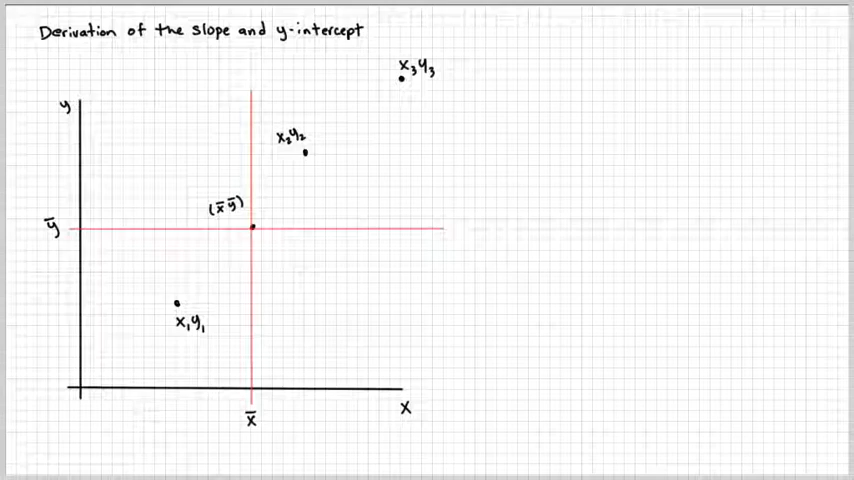 Derivation of the slope and y-intercept
x₃y₃
y
x₂y₂
(x̄ ȳ)
ȳ
x₁y₁
x
x̄